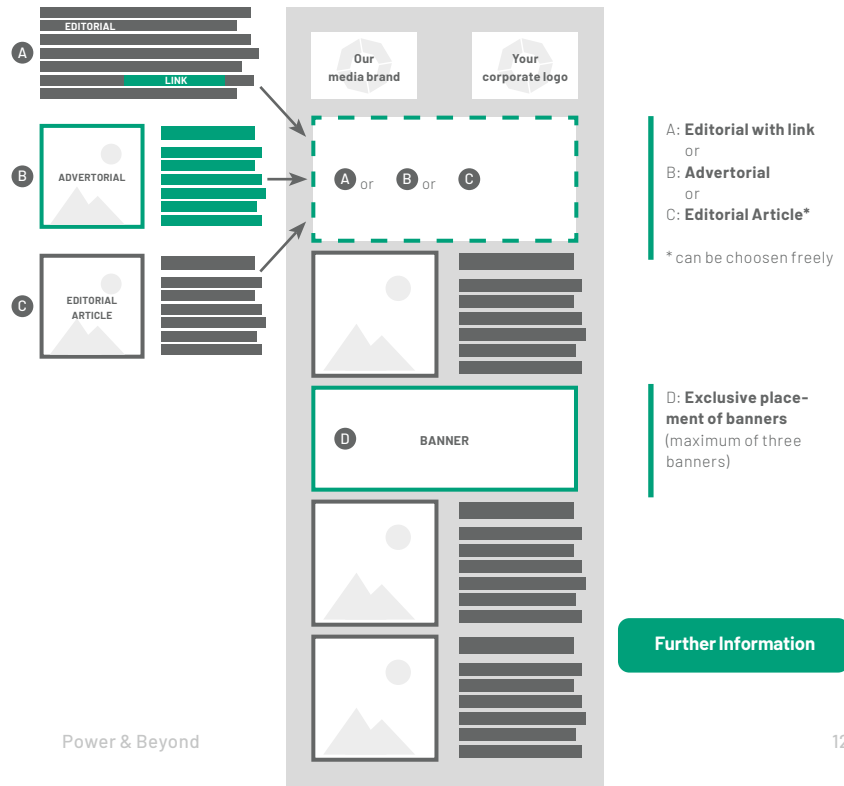 EDITORIAL
A
LINK
Our
media brand
Your
corporate logo
B
ADVERTORIAL
A or B or C
C
EDITORIAL
ARTICLE
A: Editorial with link
or
B: Advertorial
or
C: Editorial Article*
* can be choosen freely
D
BANNER
D: Exclusive place-
ment of banners
(maximum of three
banners)
Further Information
Power & Beyond
12